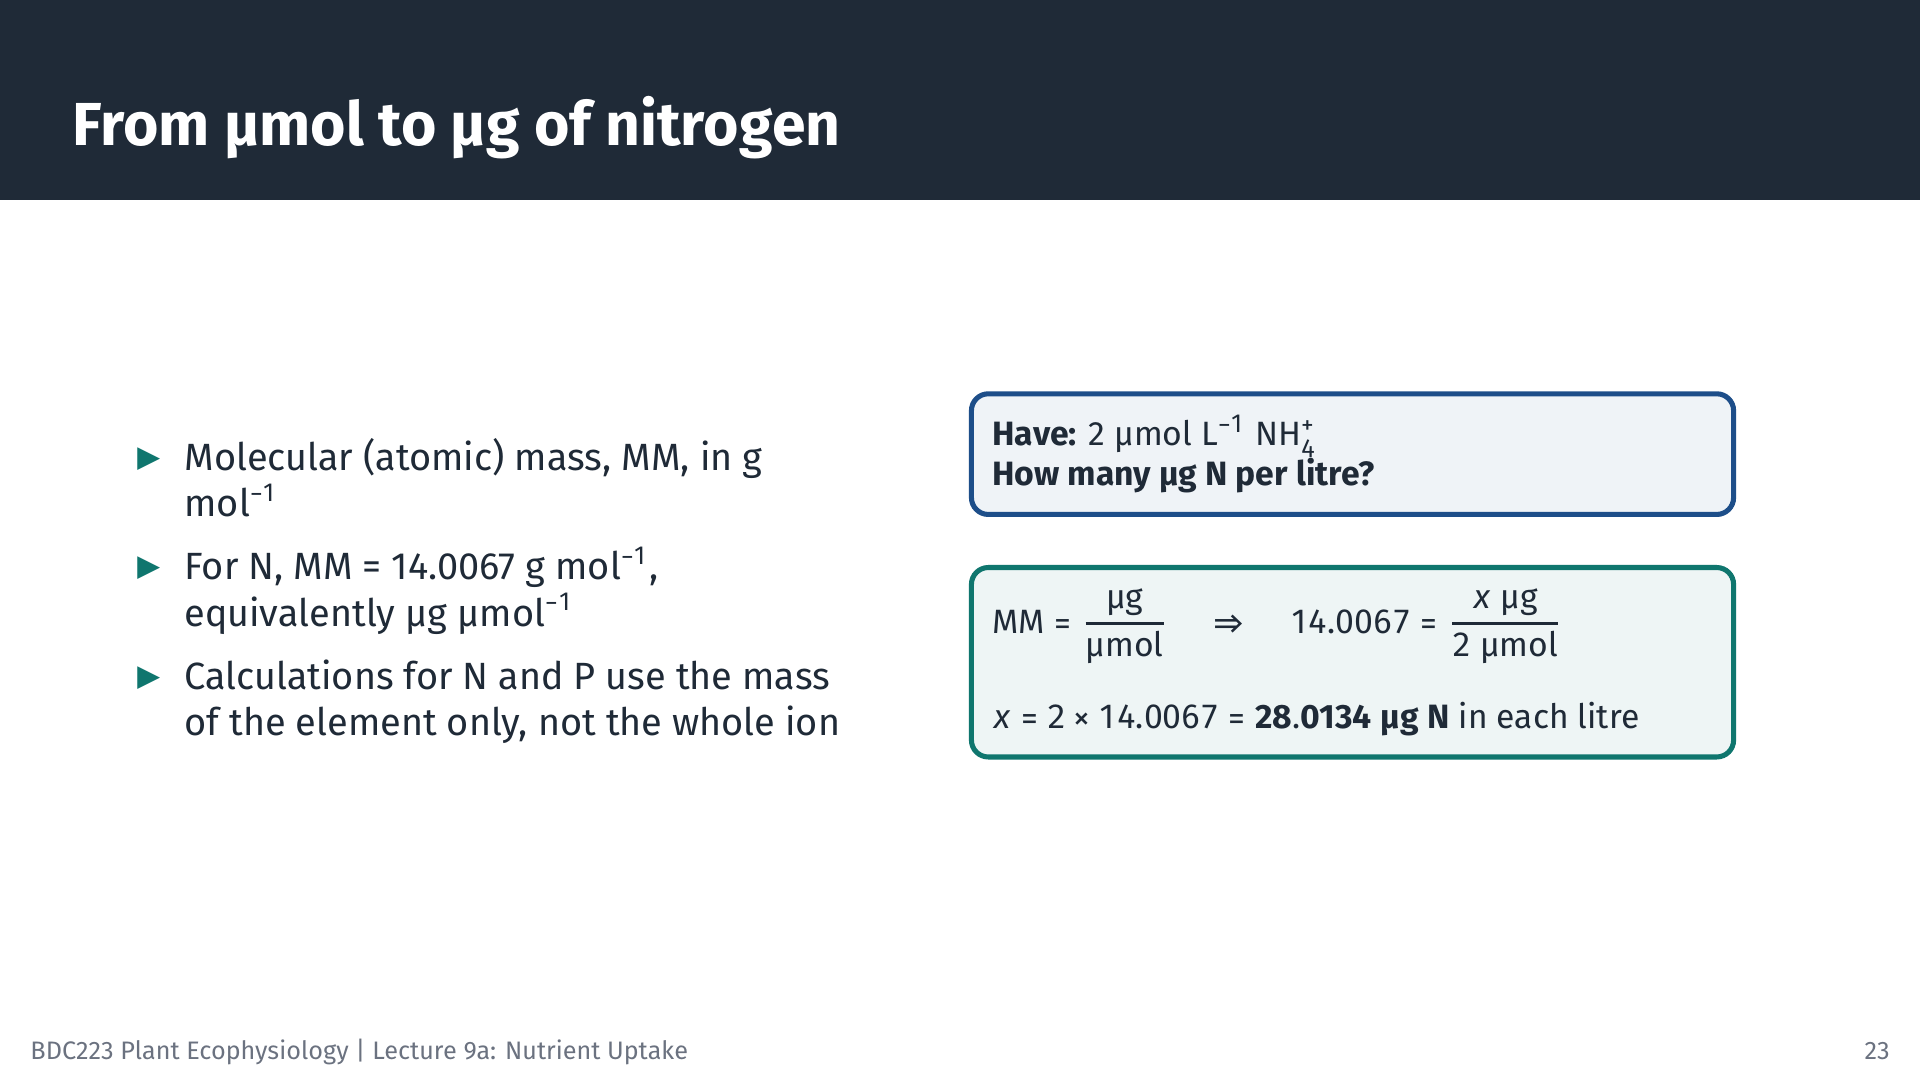 From µmol to µg of nitrogen
► Molecular (atomic) mass, MM, in g
mol⁻¹
► For N, MM = 14.0067 g mol⁻¹,
equivalently µg µmol⁻¹
► Calculations for N and P use the mass
of the element only, not the whole ion
Have: 2 µmol L⁻¹ NH₄⁺
How many µg N per litre?
MM = µg/µmol ⇒ 14.0067 = x µg/2 µmol
x = 2 × 14.0067 = 28.0134 µg N in each litre
BDC223 Plant Ecophysiology | Lecture 9a: Nutrient Uptake
23